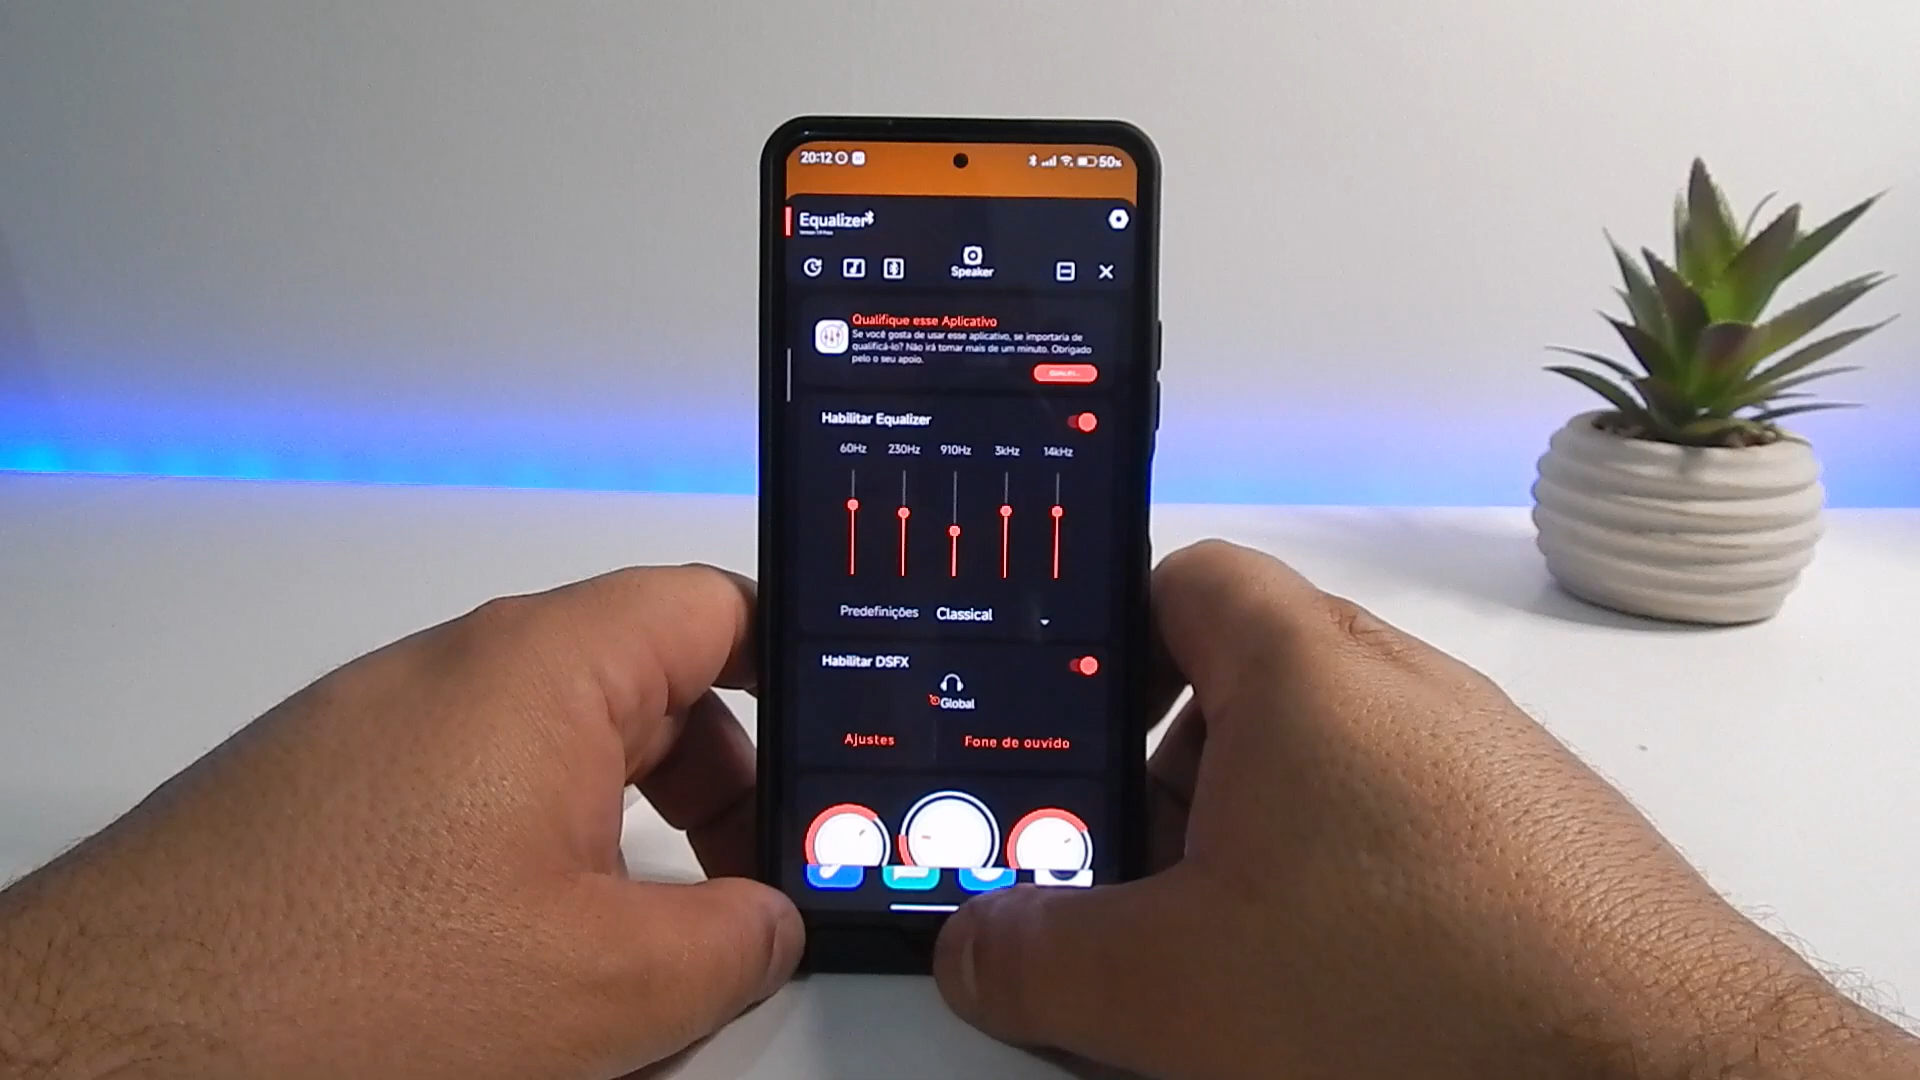 20:12
50%
Equalizer
Speaker
Qualifique esse Aplicativo
Se você gosta de usar esse aplicativo, se importaria de
qualificá-lo? Não irá tomar mais de um minuto. Obrigado
pelo o seu apoio.
Habilitar Equalizer
60Hz 230Hz 910Hz 3kHz 14kHz
Predefinições Classical
Habilitar DSFX
Global
Ajustes Fone de ouvido